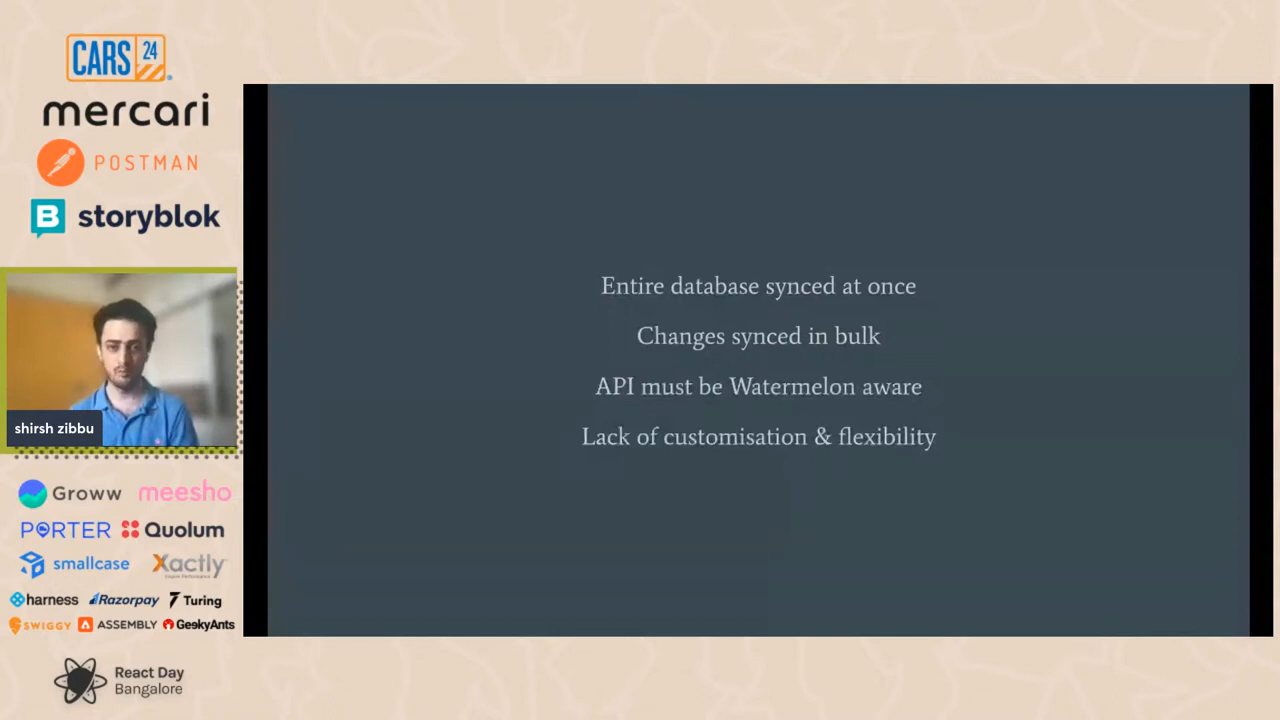 CARS 24
mercari
POSTMAN
storyblok
shirsh zibbu
Entire database synced at once
Changes synced in bulk
API must be Watermelon aware
Lack of customisation & flexibility
Groww meesho
PORTER Quolum
smallcase Xactly
harness Razorpay Turing
SWIGGY ASSEMBLY GeekyAnts
React Day
Bangalore